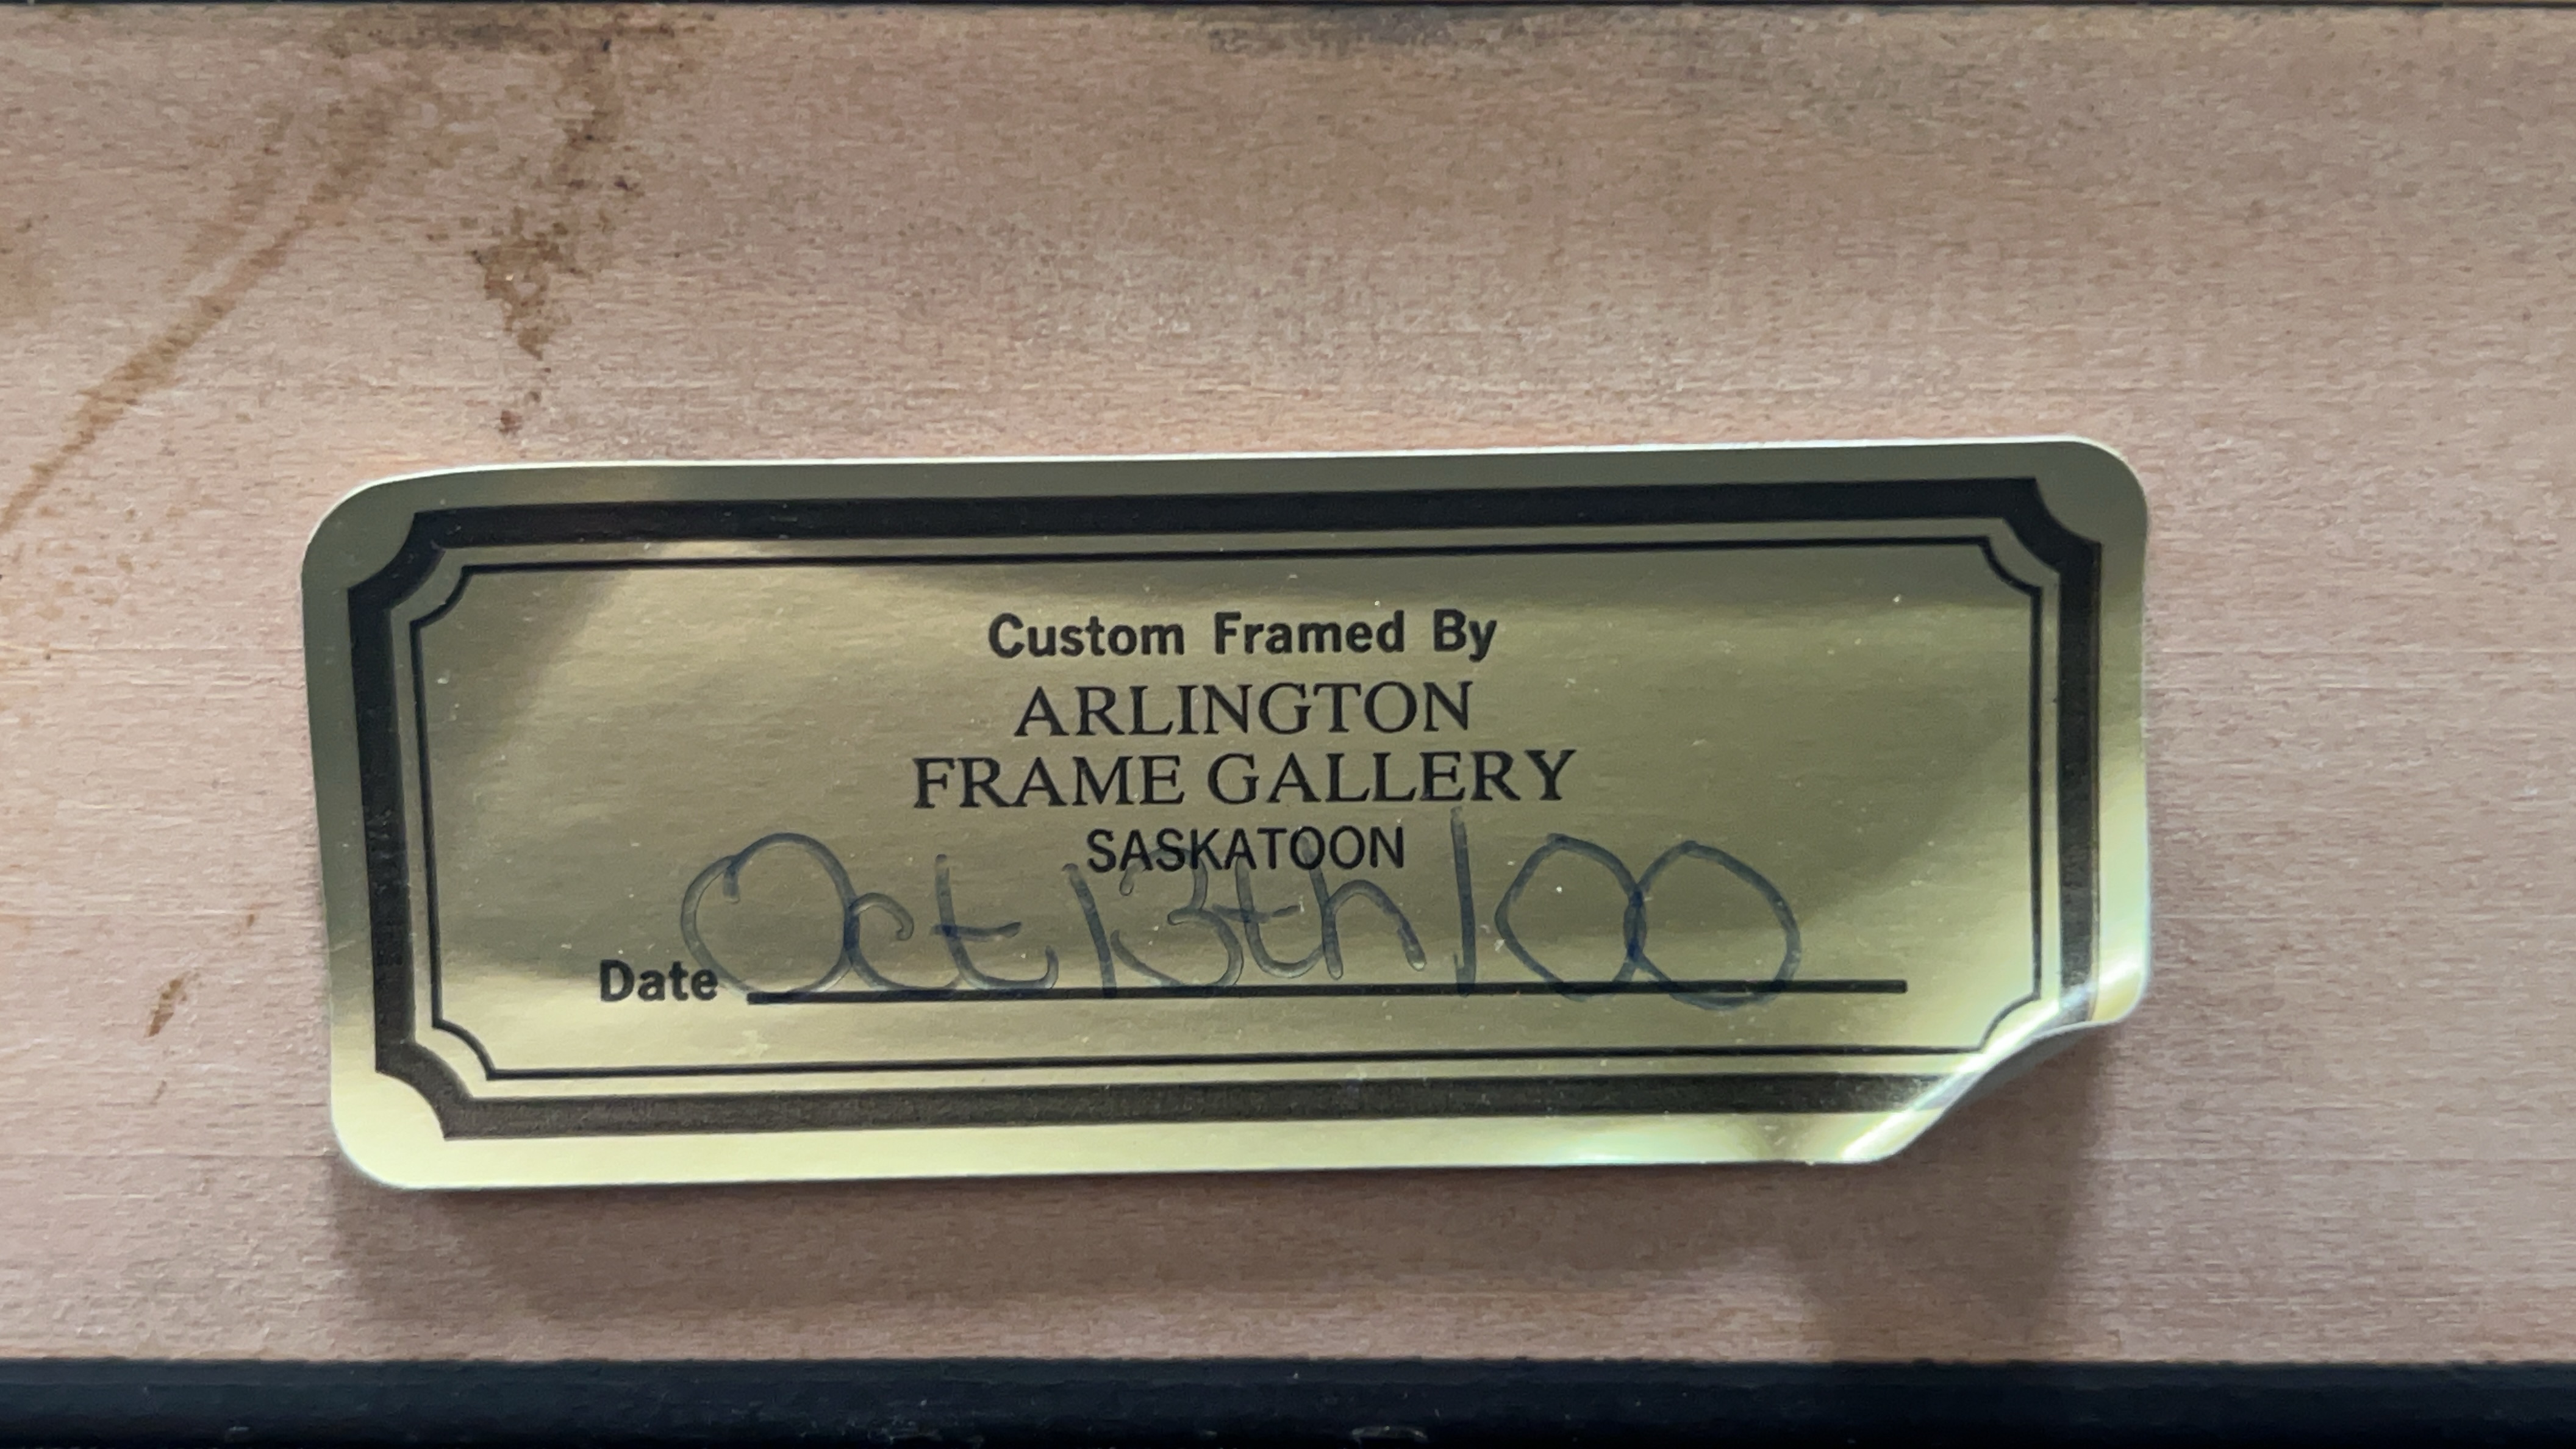 Custom Framed By
ARLINGTON
FRAME GALLERY
SASKATOON
Date Oct 13th/00